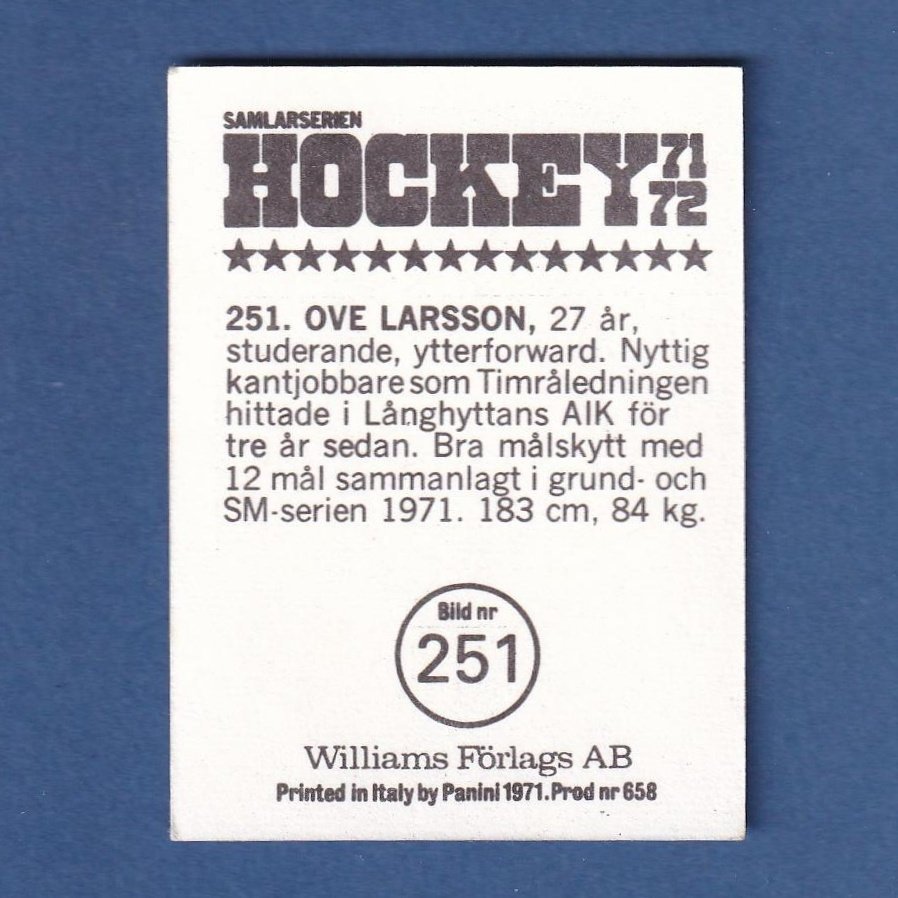 SAMLARSERIEN
HOCKEY 71 72
251. OVE LARSSON, 27 år,
studerande, ytterforward. Nyttig
kantjobbare som Timråledningen
hittade i Långhyttans AIK för
tre år sedan. Bra målskytt med
12 mål sammanlagt i grund- och
SM-serien 1971. 183 cm, 84 kg.
Bild nr
251
Williams Förlags AB
Printed in Italy by Panini 1971. Prod nr 658